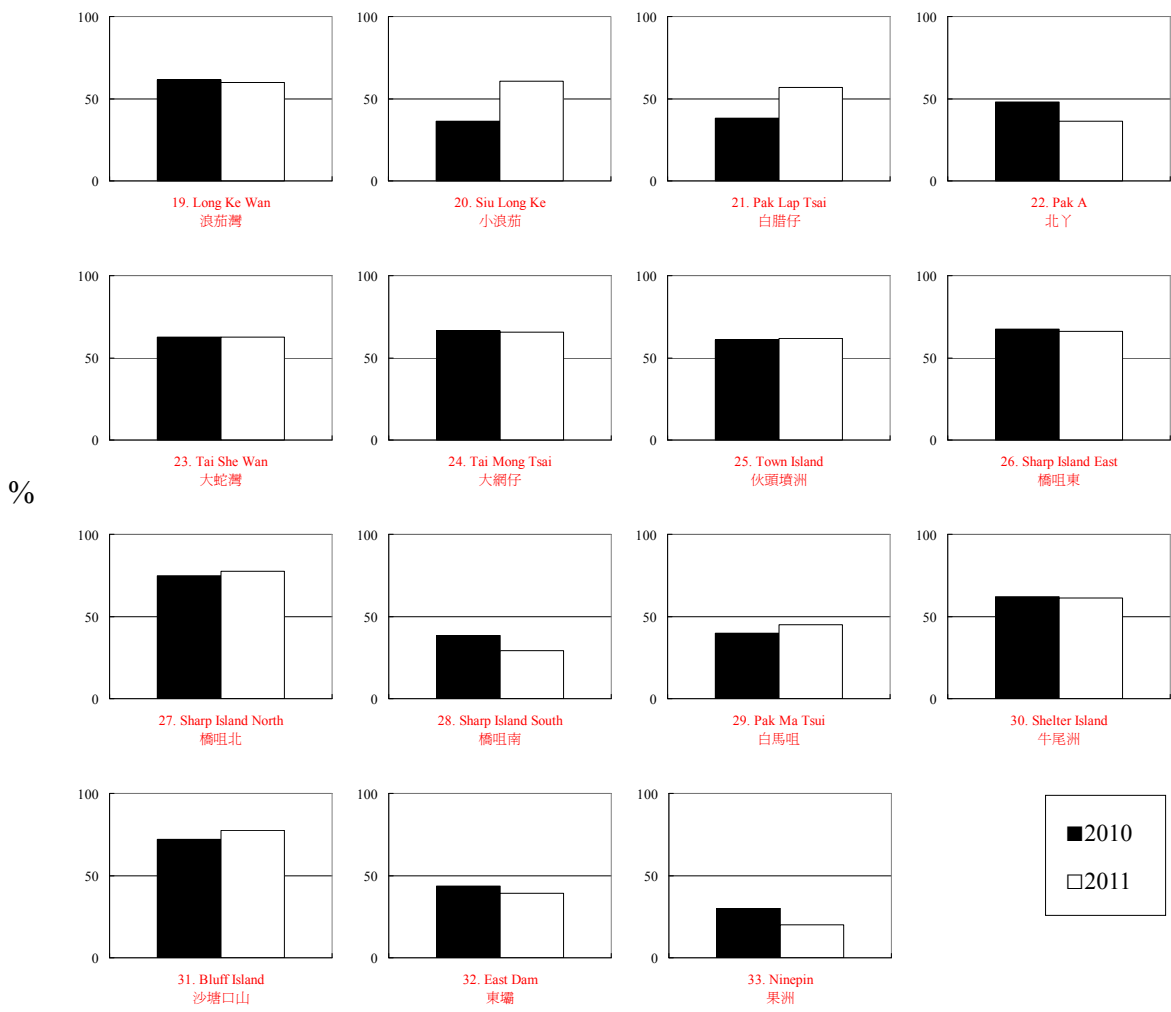 100
50
0
19. Long Ke Wan
浪茄灣
100
50
0
20. Siu Long Ke
小浪茄
100
50
0
21. Pak Lap Tsai
白腊仔
100
50
0
22. Pak A
北丫
100
50
0
23. Tai She Wan
大蛇灣
100
50
0
24. Tai Mong Tsai
大網仔
100
50
0
25. Town Island
伙頭墳洲
100
50
0
26. Sharp Island East
橋咀東
%
100
50
0
27. Sharp Island North
橋咀北
100
50
0
28. Sharp Island South
橋咀南
100
50
0
29. Pak Ma Tsui
白馬咀
100
50
0
30. Shelter Island
牛尾洲
100
50
0
31. Bluff Island
沙塘口山
100
50
0
32. East Dam
東壩
100
50
0
33. Ninepin
果洲
2010
2011